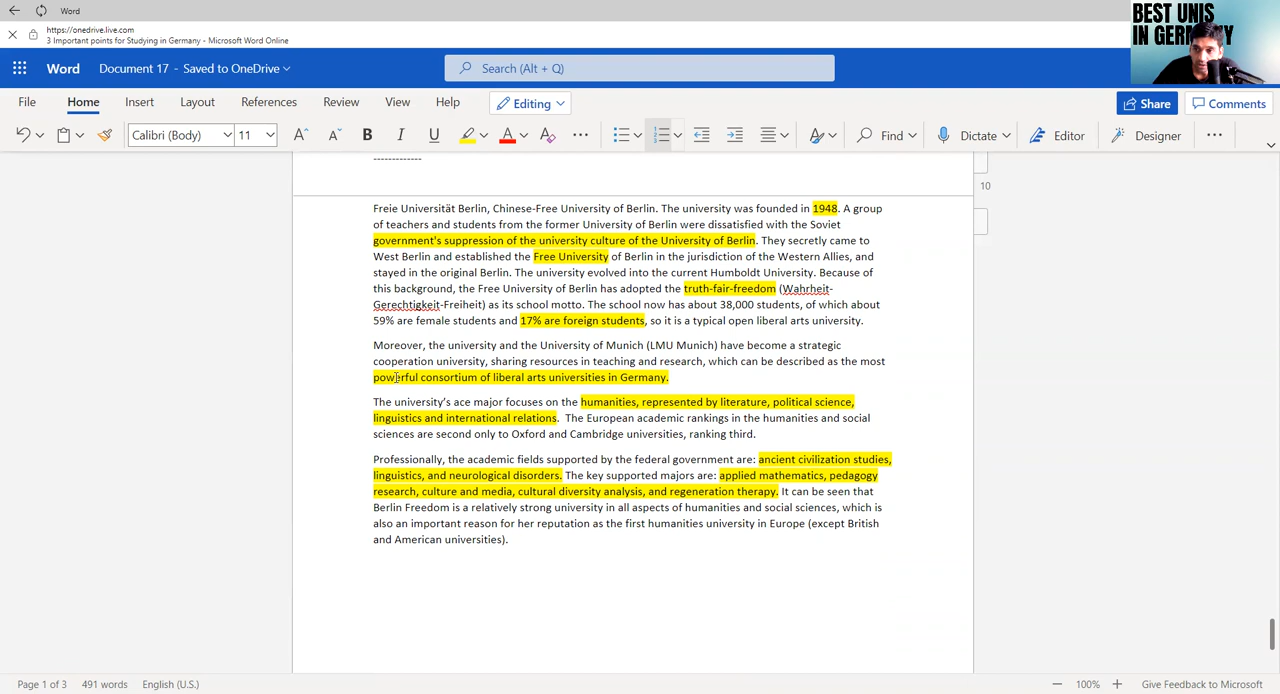 Word
https://onedrive.live.com
3 Important points for Studying in Germany - Microsoft Word Online
BEST UNIS
IN GERMANY
Word Document 17 - Saved to OneDrive Search (Alt + Q)
File Home Insert Layout References Review View Help Editing Share Comments
Calibri (Body) 11 A A B I U A A Find Dictate Editor Designer
-------------
10
Freie Universität Berlin, Chinese-Free University of Berlin. The university was founded in 1948. A group
of teachers and students from the former University of Berlin were dissatisfied with the Soviet
government's suppression of the university culture of the University of Berlin. They secretly came to
West Berlin and established the Free University of Berlin in the jurisdiction of the Western Allies, and
stayed in the original Berlin. The university evolved into the current Humboldt University. Because of
this background, the Free University of Berlin has adopted the truth-fair-freedom (Wahrheit-
Gerechtigkeit-Freiheit) as its school motto. The school now has about 38,000 students, of which about
59% are female students and 17% are foreign students, so it is a typical open liberal arts university.
Moreover, the university and the University of Munich (LMU Munich) have become a strategic
cooperation university, sharing resources in teaching and research, which can be described as the most
powerful consortium of liberal arts universities in Germany.
The university's ace major focuses on the humanities, represented by literature, political science,
linguistics and international relations.  The European academic rankings in the humanities and social
sciences are second only to Oxford and Cambridge universities, ranking third.
Professionally, the academic fields supported by the federal government are: ancient civilization studies,
linguistics, and neurological disorders. The key supported majors are: applied mathematics, pedagogy
research, culture and media, cultural diversity analysis, and regeneration therapy. It can be seen that
Berlin Freedom is a relatively strong university in all aspects of humanities and social sciences, which is
also an important reason for her reputation as the first humanities university in Europe (except British
and American universities).
Page 1 of 3 491 words English (U.S.) 100% Give Feedback to Microsoft